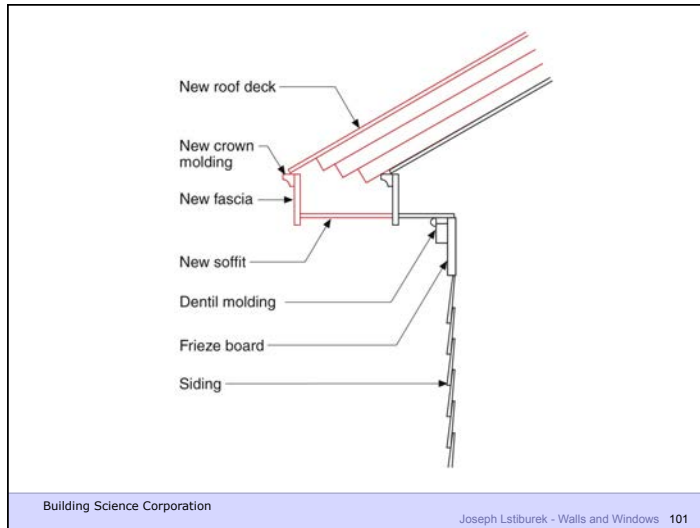 New roof deck
New crown
molding
New fascia
New soffit
Dentil molding
Frieze board
Siding
Building Science Corporation
Joseph Lstiburek - Walls and Windows 101